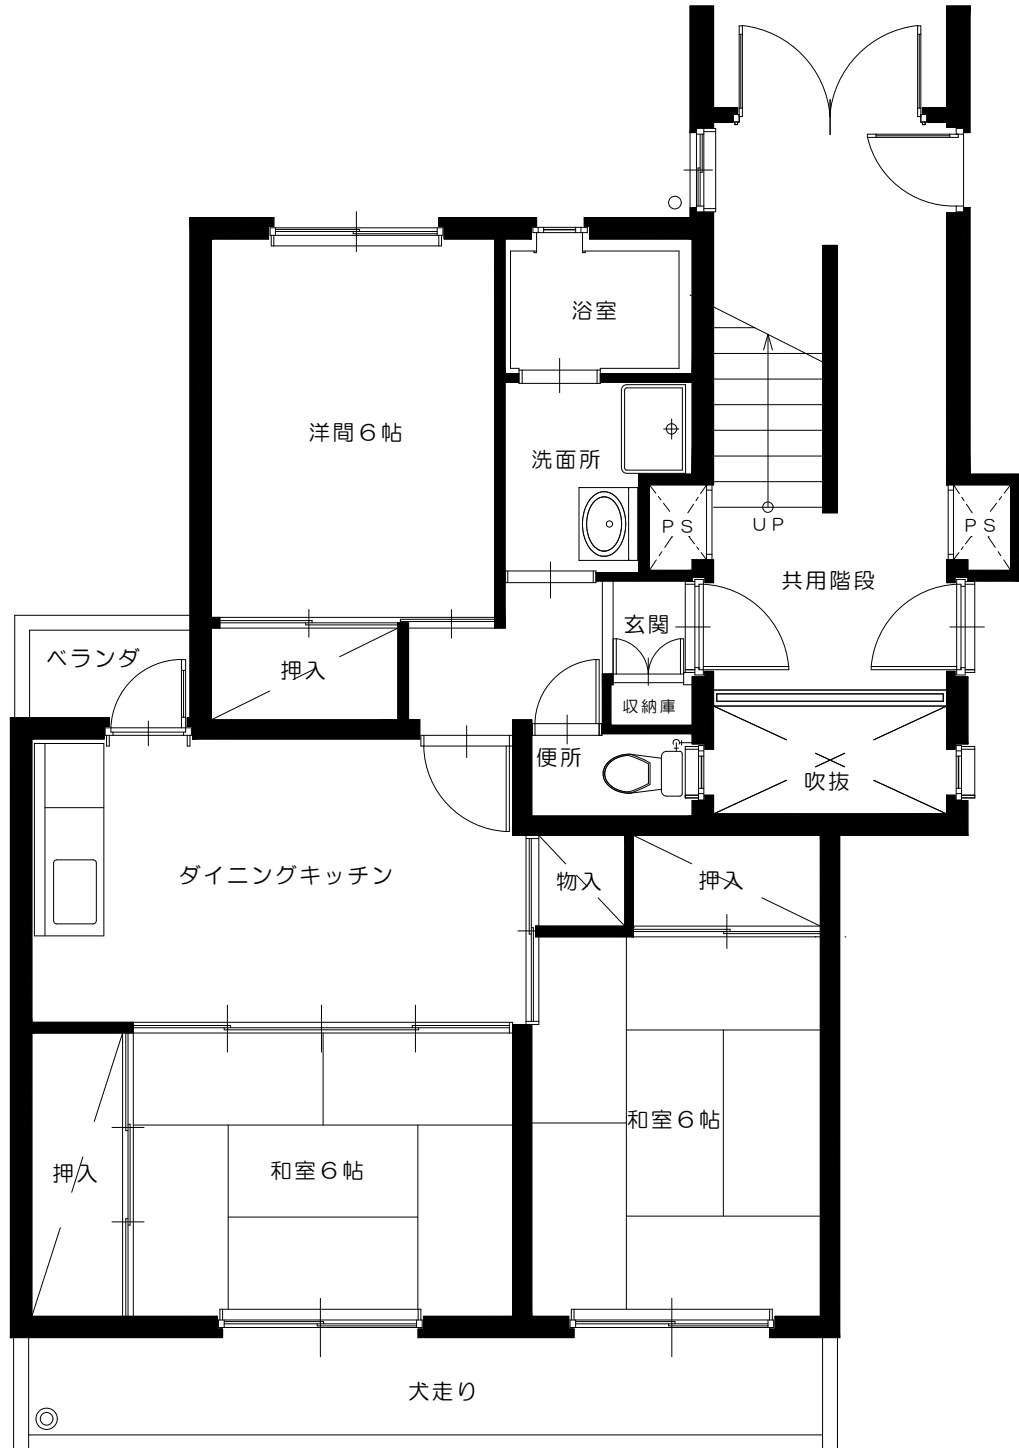 浴室
洋間６帖
洗面所
PS
UP
PS
共用階段
玄関
ベランダ
押入
収納庫
便所
吹抜
ダイニングキッチン
物入
押入
和室６帖
押入
和室６帖
犬走り